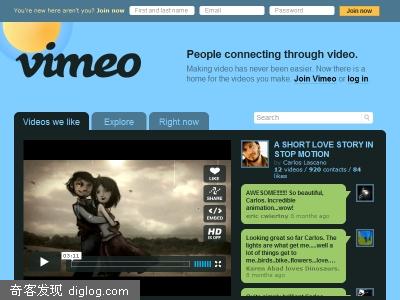 You're new here aren't you? Join now
First and last name
Email
Password
Join now
vimeo
People connecting through video.
Making video has never been easier. Now there is a
home for the videos you make. Join Vimeo or log in
Videos we like
Explore
Right now
Search
A SHORT LOVE STORY IN
STOP MOTION
by Carlos Lascano
12 videos / 920 contacts / 84
likes
LIKE
SHARE
EMBED
HD
IS OFF
AWESOME!!!!! So beautiful,
Carlos. Incredible
animation...wow!
eric cwiertny 8 months ago
Looking great so far Carlos. The
lights are what get me....well a
lot of things get to
me.birds..bike..flowers..love....
Karen Abad loves Dinosaurs.
8 months ago
03:11
vimeo
奇客发现 diglog.com